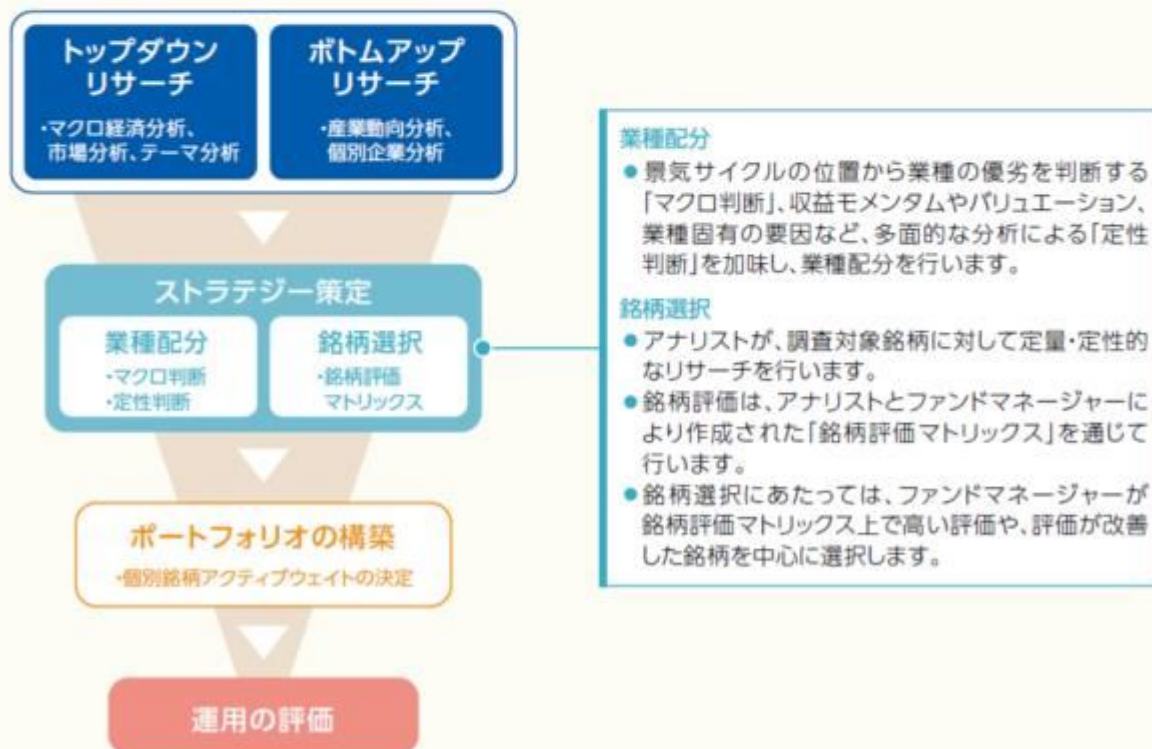 トップダウン
リサーチ
・マクロ経済分析、
市場分析、テーマ分析
ボトムアップ
リサーチ
・産業動向分析、
個別企業分析
ストラテジー策定
業種配分
・マクロ判断
・定性判断
銘柄選択
・銘柄評価
マトリックス
ポートフォリオの構築
・個別銘柄アクティブウェイトの決定
運用の評価
業種配分
●景気サイクルの位置から業種の優劣を判断する
「マクロ判断」、収益モメンタムやバリュエーション、
業種固有の要因など、多面的な分析による「定性
判断」を加味し、業種配分を行います。
銘柄選択
●アナリストが、調査対象銘柄に対して定量・定性的
なリサーチを行います。
●銘柄評価は、アナリストとファンドマネージャーに
より作成された「銘柄評価マトリックス」を通じて
行います。
●銘柄選択にあたっては、ファンドマネージャーが
銘柄評価マトリックス上で高い評価や、評価が改善
した銘柄を中心に選択します。